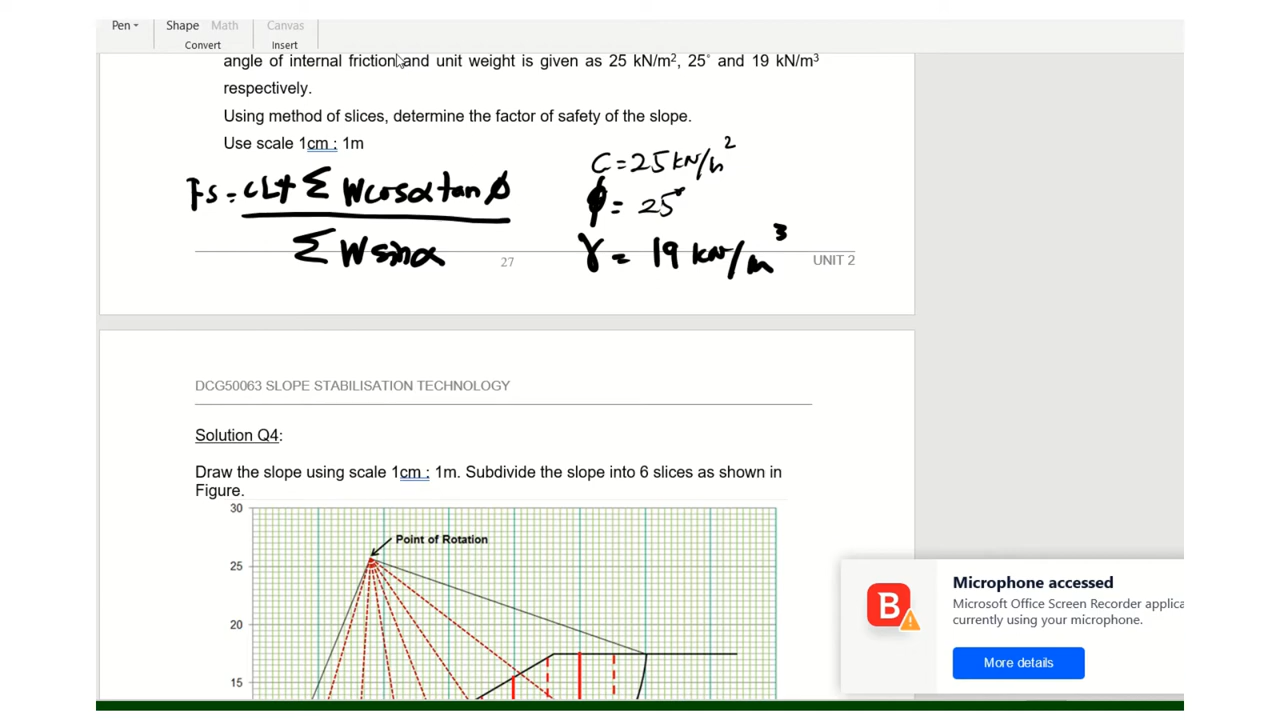 Pen
Shape Math Canvas
Convert Insert
angle of internal friction and unit weight is given as 25 kN/m², 25° and 19 kN/m³
respectively.
Using method of slices, determine the factor of safety of the slope.
Use scale 1cm : 1m
C = 25 kN/m²
Fs = cL + Σ Wcosα tan ϕ
ϕ = 25°
Σ W sinα
γ = 19 kN/m³
27 UNIT 2
DCG50063 SLOPE STABILISATION TECHNOLOGY
Solution Q4:
Draw the slope using scale 1cm : 1m. Subdivide the slope into 6 slices as shown in
Figure.
30
Point of Rotation
25
20
15
B
Microphone accessed
Microsoft Office Screen Recorder applica
currently using your microphone.
More details